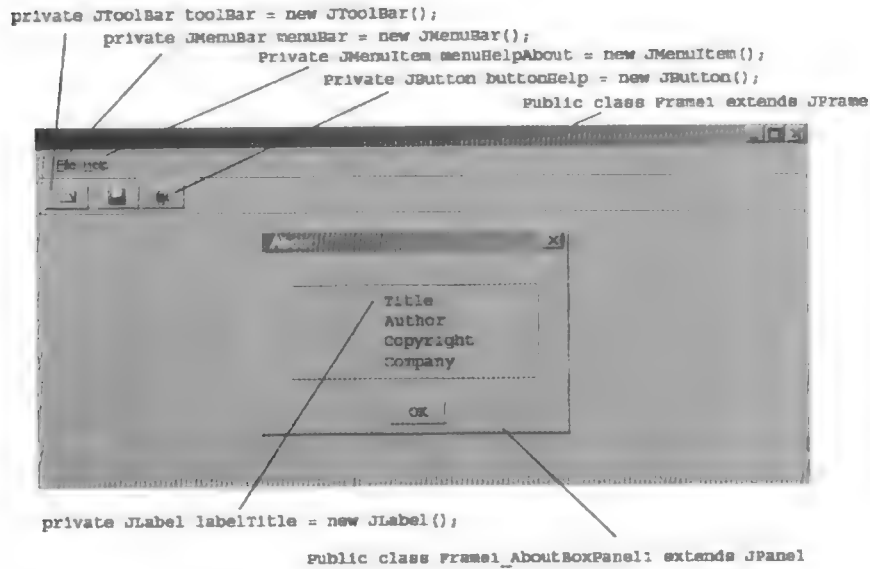 private JToolBar toolBar = new JToolBar();
private JMenuBar menuBar = new JMenuBar();
Private JMenuItem menuHelpAbout = new JMenuItem();
Private JButton buttonHelp = new JButton();
Public class Frame1 extends JFrame
File
Title
Author
Copyright
Company
OK
private JLabel labelTitle = new JLabel();
Public class Frame1_AboutBoxPanel1 extends JPanel